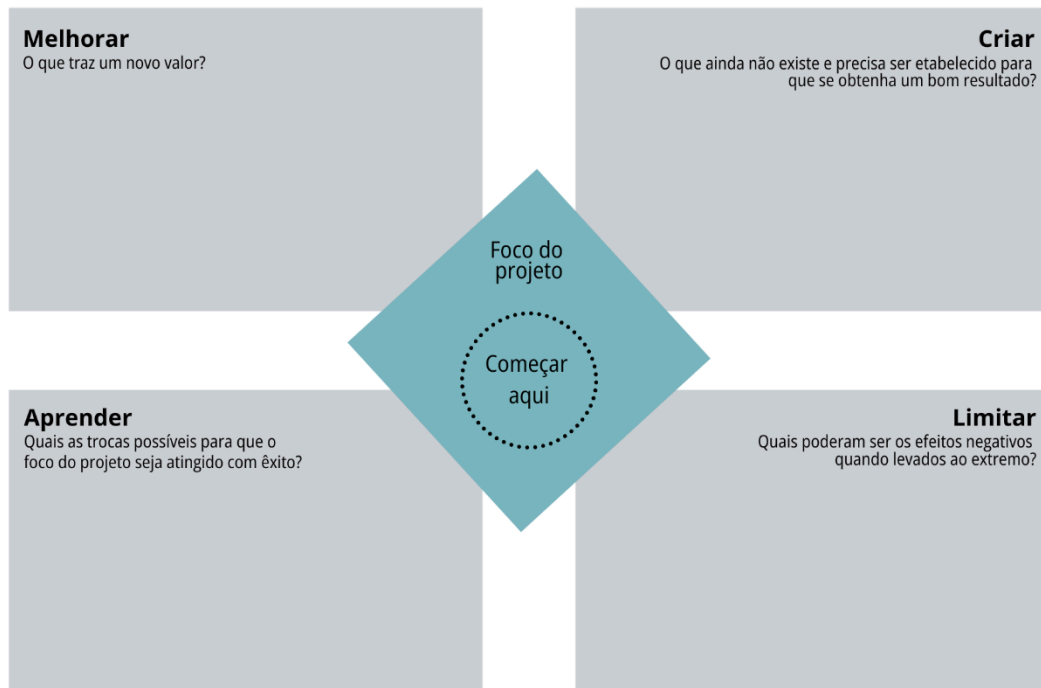 Melhorar
O que traz um novo valor?
Criar
O que ainda não existe e precisa ser etabelecido para
que se obtenha um bom resultado?
Foco do
projeto
Começar
aqui
Aprender
Quais as trocas possíveis para que o
foco do projeto seja atingido com êxito?
Limitar
Quais poderam ser os efeitos negativos
quando levados ao extremo?